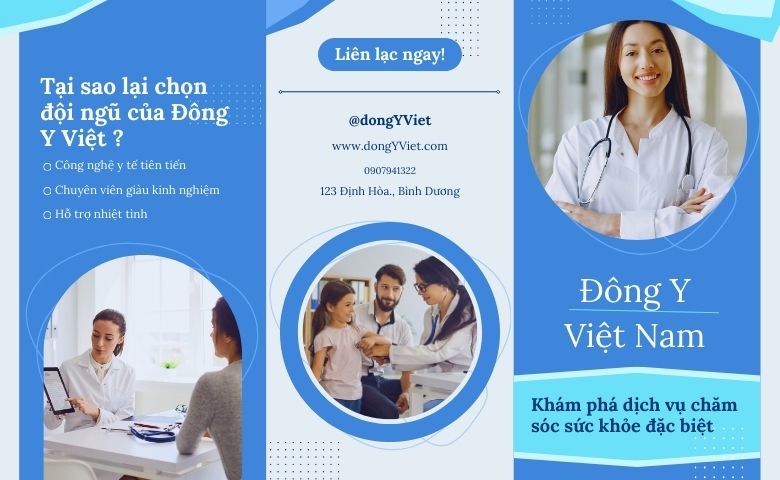 Tại sao lại chọn
đội ngũ của Đông
Y Việt ?
Công nghệ y tế tiên tiến
Chuyên viên giàu kinh nghiệm
Hỗ trợ nhiệt tình
Liên lạc ngay!
@dongYViet
www.dongYViet.com
0907941322
123 Định Hòa., Bình Dương
Đông Y
Việt Nam
Khám phá dịch vụ chăm
sóc sức khỏe đặc biệt